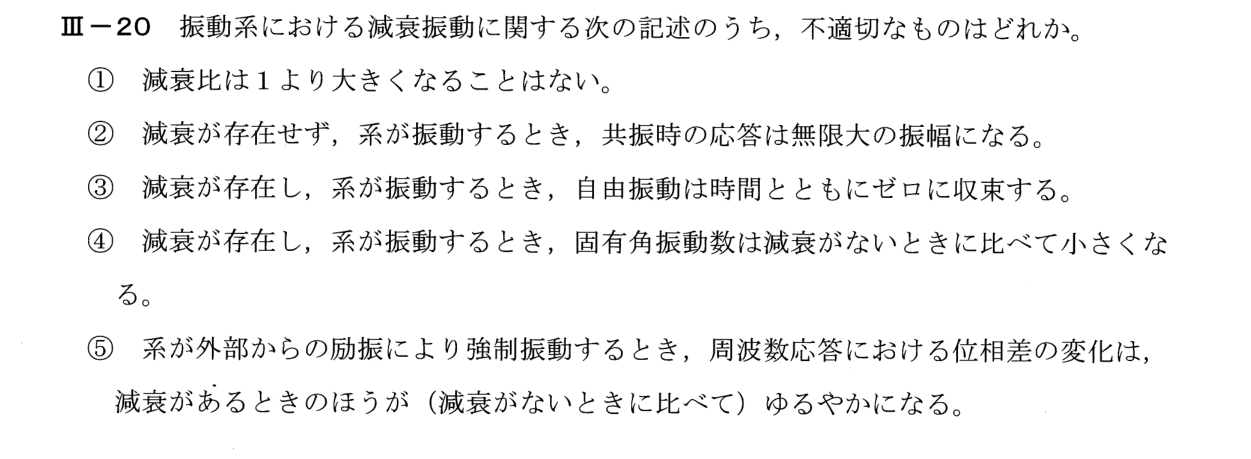 Ⅲ－20　振動系における減衰振動に関する次の記述のうち，不適切なものはどれか。
①　減衰比は１より大きくなることはない。
②　減衰が存在せず，系が振動するとき，共振時の応答は無限大の振幅になる。
③　減衰が存在し，系が振動するとき，自由振動は時間とともにゼロに収束する。
④　減衰が存在し，系が振動するとき，固有角振動数は減衰がないときに比べて小さくな
る。
⑤　系が外部からの励振により強制振動するとき，周波数応答における位相差の変化は，
減衰があるときのほうが（減衰がないときに比べて）ゆるやかになる。